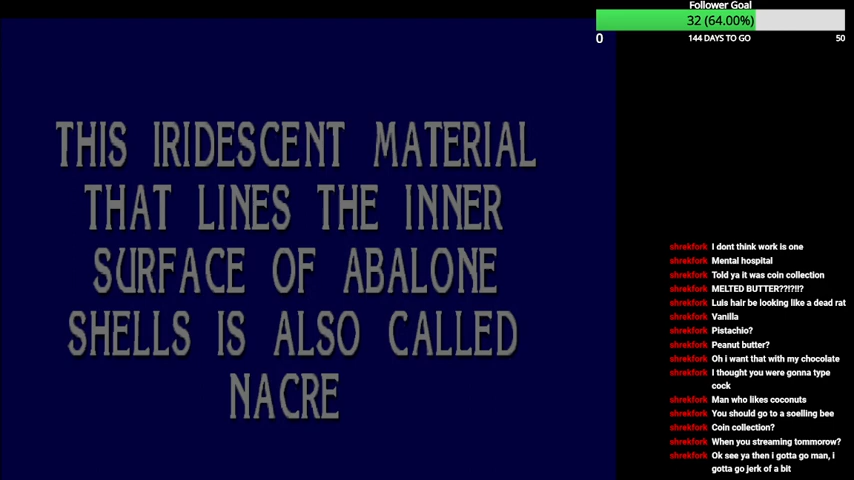 Follower Goal
32 (64.00%)
0
144 DAYS TO GO
50
THIS IRIDESCENT MATERIAL
THAT LINES THE INNER
SURFACE OF ABALONE
SHELLS IS ALSO CALLED
NACRE
shrekfork I dont think work is one
shrekfork Mental hospital
shrekfork Told ya it was coin collection
shrekfork MELTED BUTTER??!?!!?
shrekfork Luis hair be looking like a dead rat
shrekfork Vanilla
shrekfork Pistachio?
shrekfork Peanut butter?
shrekfork Oh i want that with my chocolate
shrekfork I thought you were gonna type
cock
shrekfork Man who likes coconuts
shrekfork You should go to a soelling bee
shrekfork Coin collection?
shrekfork When you streaming tommorow?
shrekfork Ok see ya then i gotta go man, i
gotta go jerk of a bit